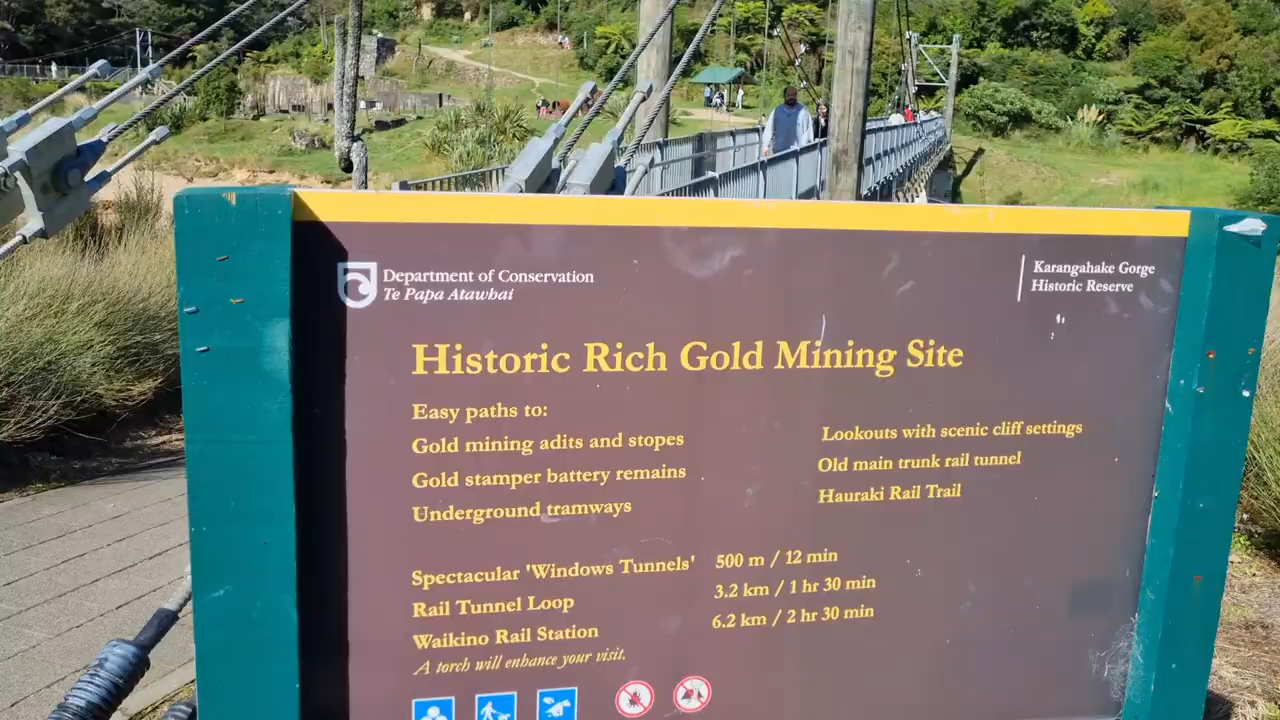 Department of Conservation
Te Papa Atawhai
Karangahake Gorge
Historic Reserve
Historic Rich Gold Mining Site
Easy paths to:
Gold mining adits and stopes
Gold stamper battery remains
Underground tramways
Lookouts with scenic cliff settings
Old main trunk rail tunnel
Hauraki Rail Trail
Spectacular 'Windows Tunnels' 500 m / 12 min
Rail Tunnel Loop 3.2 km / 1 hr 30 min
Waikino Rail Station 6.2 km / 2 hr 30 min
A torch will enhance your visit.